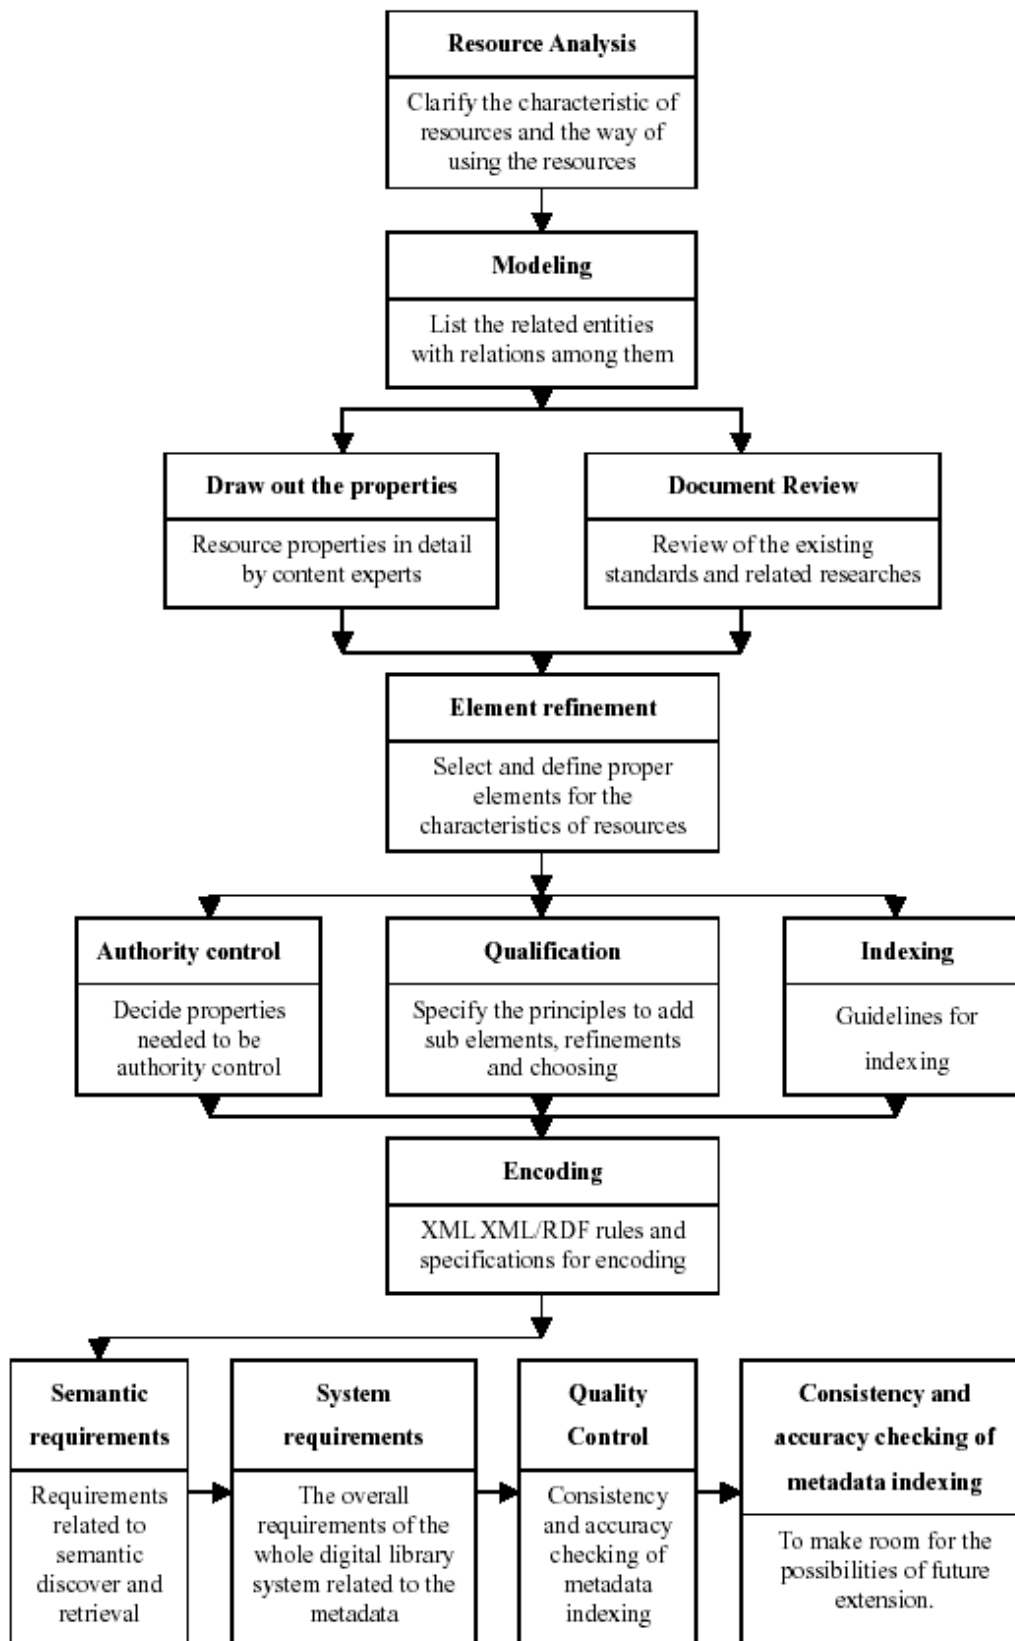 Resource Analysis
Clarify the characteristic of
resources and the way of
using the resources
Modeling
List the related entities
with relations among them
Draw out the properties
Resource properties in detail
by content experts
Document Review
Review of the existing
standards and related researches
Element refinement
Select and define proper
elements for the
characteristics of resources
Authority control
Decide properties
needed to be
authority control
Qualification
Specify the principles to add
sub elements, refinements
and choosing
Indexing
Guidelines for
indexing
Encoding
XML XML/RDF rules and
specifications for encoding
Semantic
requirements
Requirements
related to
semantic
discover and
retrieval
System
requirements
The overall
requirements of the
whole digital library
system related to the
metadata
Quality
Control
Consistency
and accuracy
checking of
metadata
indexing
Consistency and
accuracy checking of
metadata indexing
To make room for the
possibilities of future
extension.